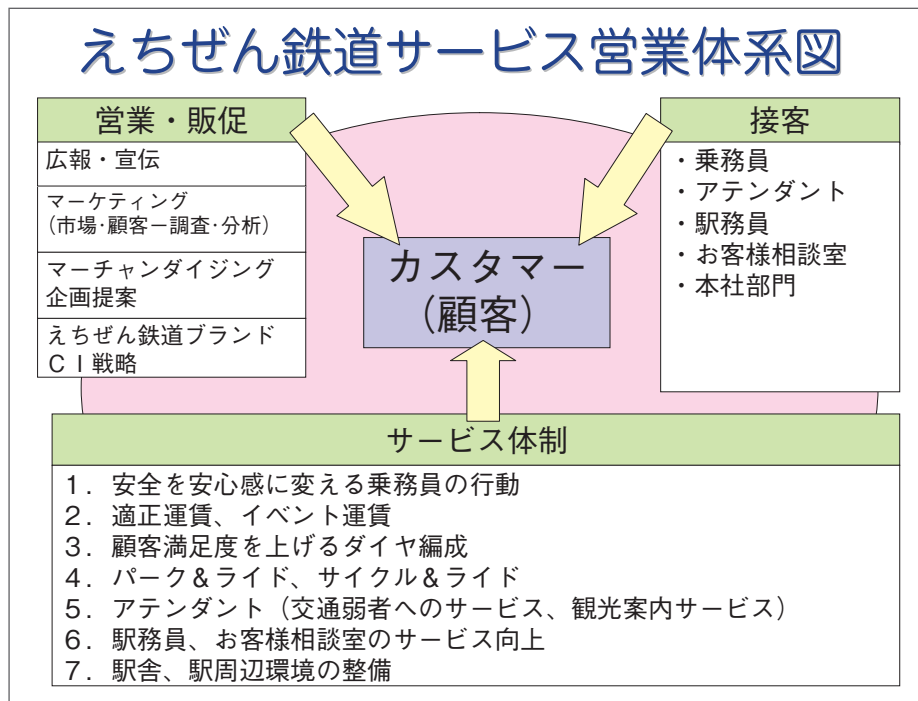 えちぜん鉄道サービス営業体系図
営業・販促
広報・宣伝
マーケティング
（市場・顧客ー調査・分析）
マーチャンダイジング
企画提案
えちぜん鉄道ブランド
ＣＩ戦略
接客
・乗務員
・アテンダント
・駅務員
・お客様相談室
・本社部門
カスタマー
（顧客）
サービス体制
１．安全を安心感に変える乗務員の行動
２．適正運賃、イベント運賃
３．顧客満足度を上げるダイヤ編成
４．パーク＆ライド、サイクル＆ライド
５．アテンダント（交通弱者へのサービス、観光案内サービス）
６．駅務員、お客様相談室のサービス向上
７．駅舎、駅周辺環境の整備